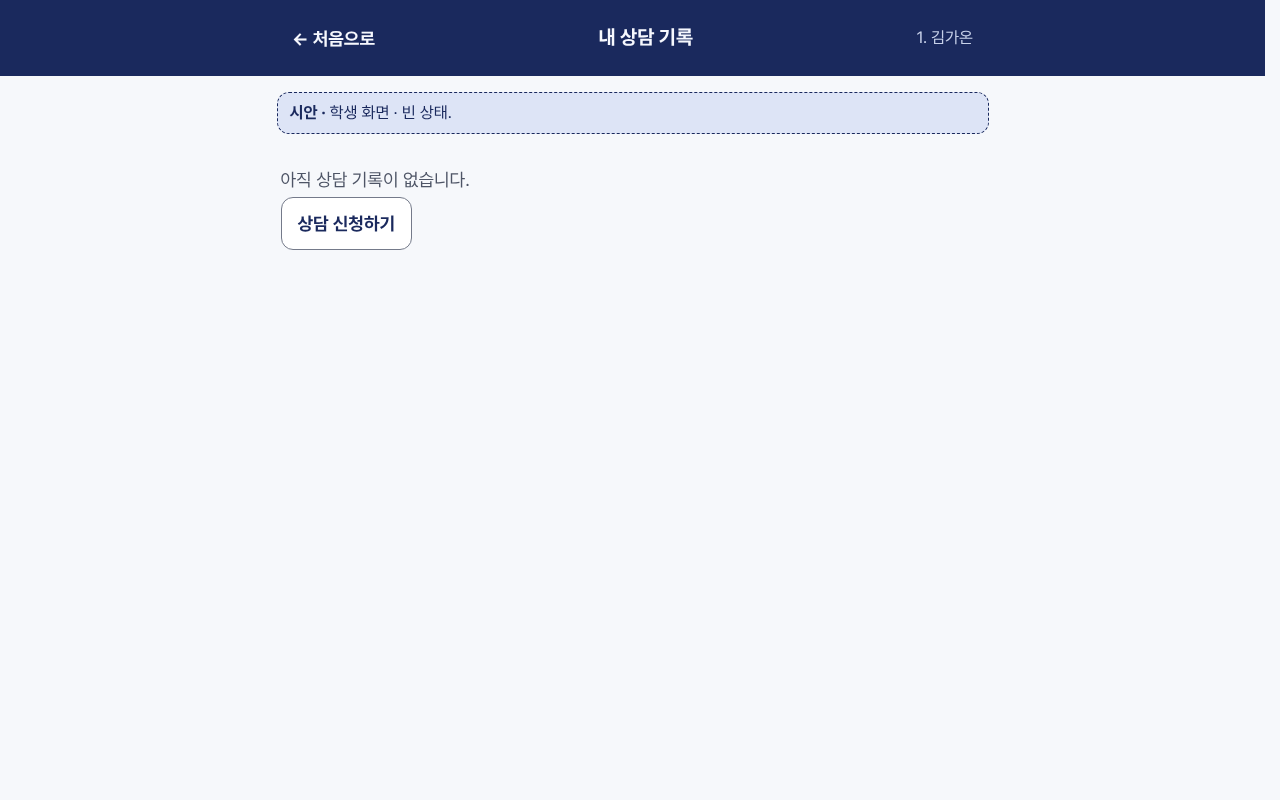 ← 처음으로
내 상담 기록
1. 김가온
시안 · 학생 화면 · 빈 상태.
아직 상담 기록이 없습니다.
상담 신청하기